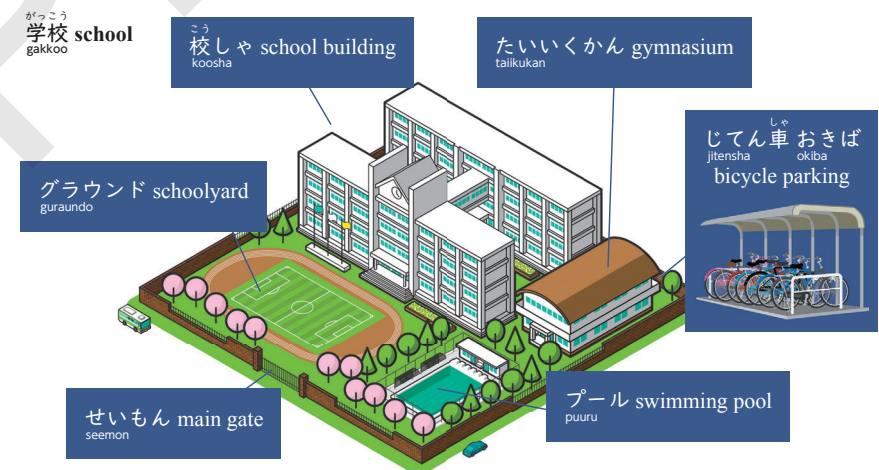 がっこう
学校 school
gakkoo
こう
校しゃ school building
koosha
たいいくかん gymnasium
taiikukan
しゃ
じてん車 おきば
jitensha okiba
bicycle parking
グラウンド schoolyard
guraundo
せいもん main gate
seemon
プール swimming pool
puuru